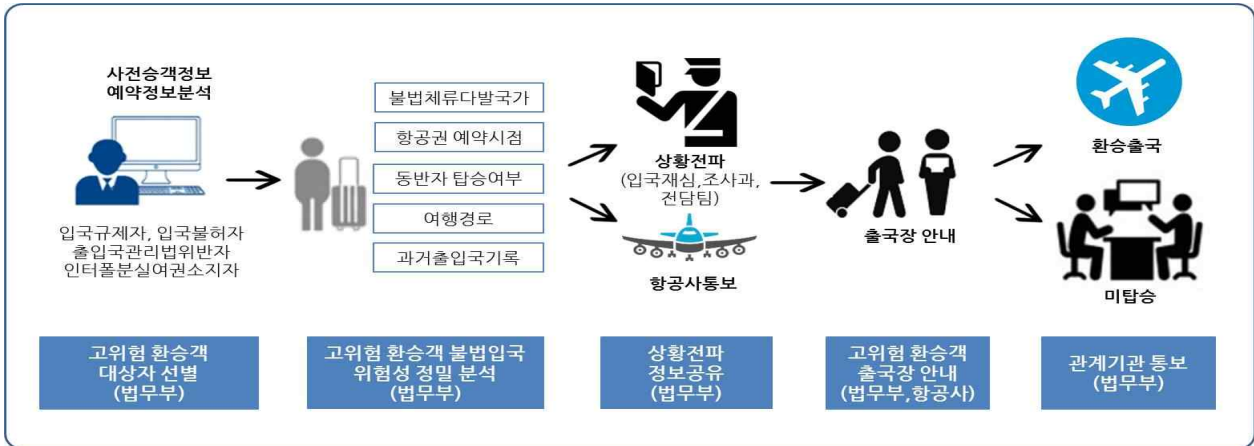 사전승객정보
예약정보분석
입국규제자, 입국불허자
출입국관리법위반자
인터폴분실여권소지자
불법체류다발국가
항공권 예약시점
동반자 탑승여부
여행경로
과거출입국기록
상황전파
(입국재심,조사과,
전담팀)
항공사통보
출국장 안내
환승출국
미탑승
고위험 환승객
대상자 선별
(법무부)
고위험 환승객 불법입국
위험성 정밀 분석
(법무부)
상황전파
정보공유
(법무부)
고위험 환승객
출국장 안내
(법무부,항공사)
관계기관 통보
(법무부)